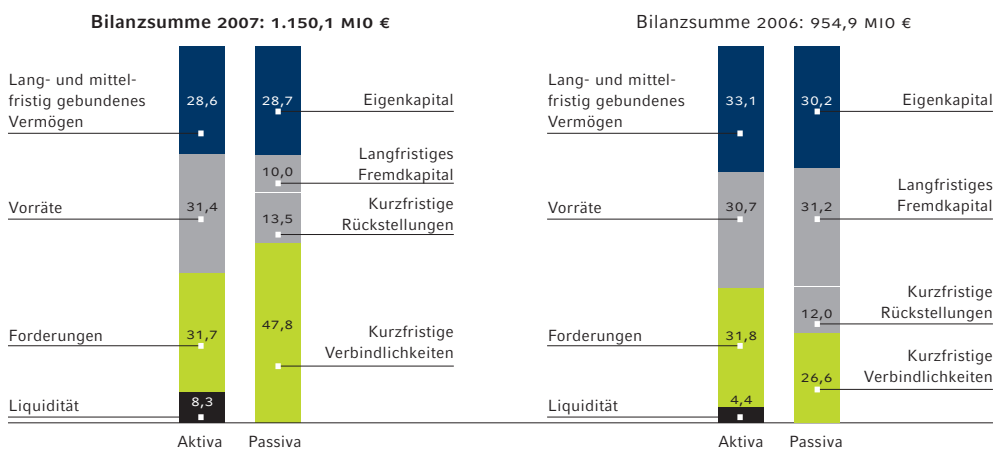 Bilanzsumme 2007: 1.150,1 MIO €
Lang- und mittel-
fristig gebundenes
Vermögen
28,6
28,7
Eigenkapital
10,0
Langfristiges
Fremdkapital
Vorräte
31,4
13,5
Kurzfristige
Rückstellungen
Forderungen
31,7
47,8
Kurzfristige
Verbindlichkeiten
Liquidität
8,3
Aktiva
Passiva
Bilanzsumme 2006: 954,9 MIO €
Lang- und mittel-
fristig gebundenes
Vermögen
33,1
30,2
Eigenkapital
Vorräte
30,7
31,2
Langfristiges
Fremdkapital
12,0
Kurzfristige
Rückstellungen
Forderungen
31,8
26,6
Kurzfristige
Verbindlichkeiten
Liquidität
4,4
Aktiva
Passiva